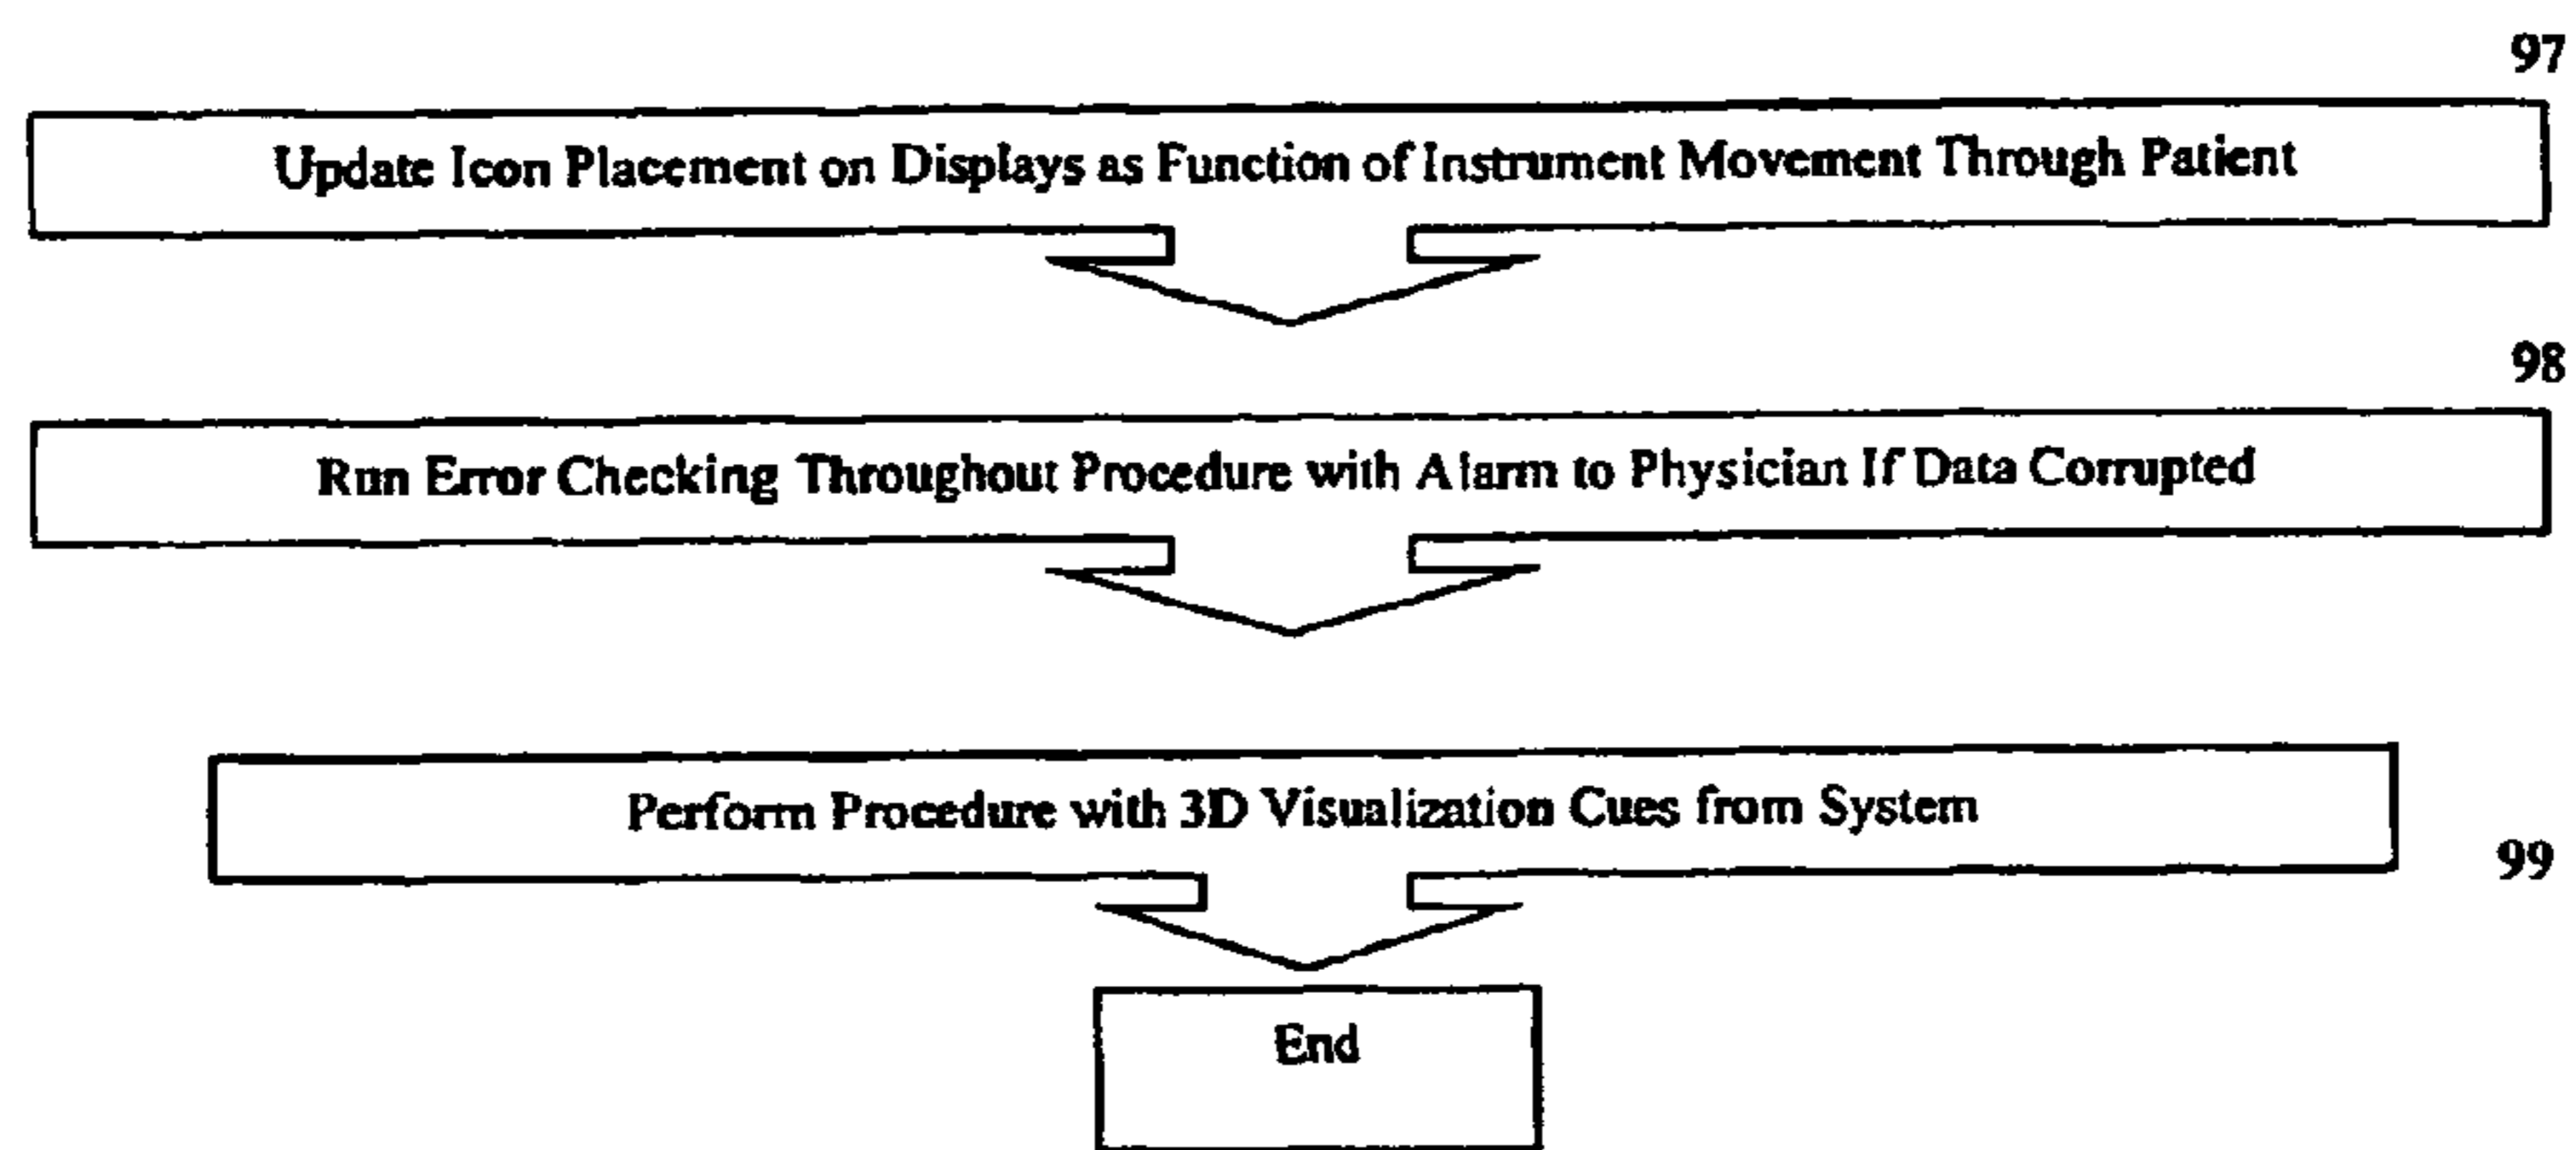 97
Update Icon Placement on Displays as Function of Instrument Movement Through Patient
98
Run Error Checking Throughout Procedure with Alarm to Physician If Data Corrupted
Perform Procedure with 3D Visualization Cues from System
99
End